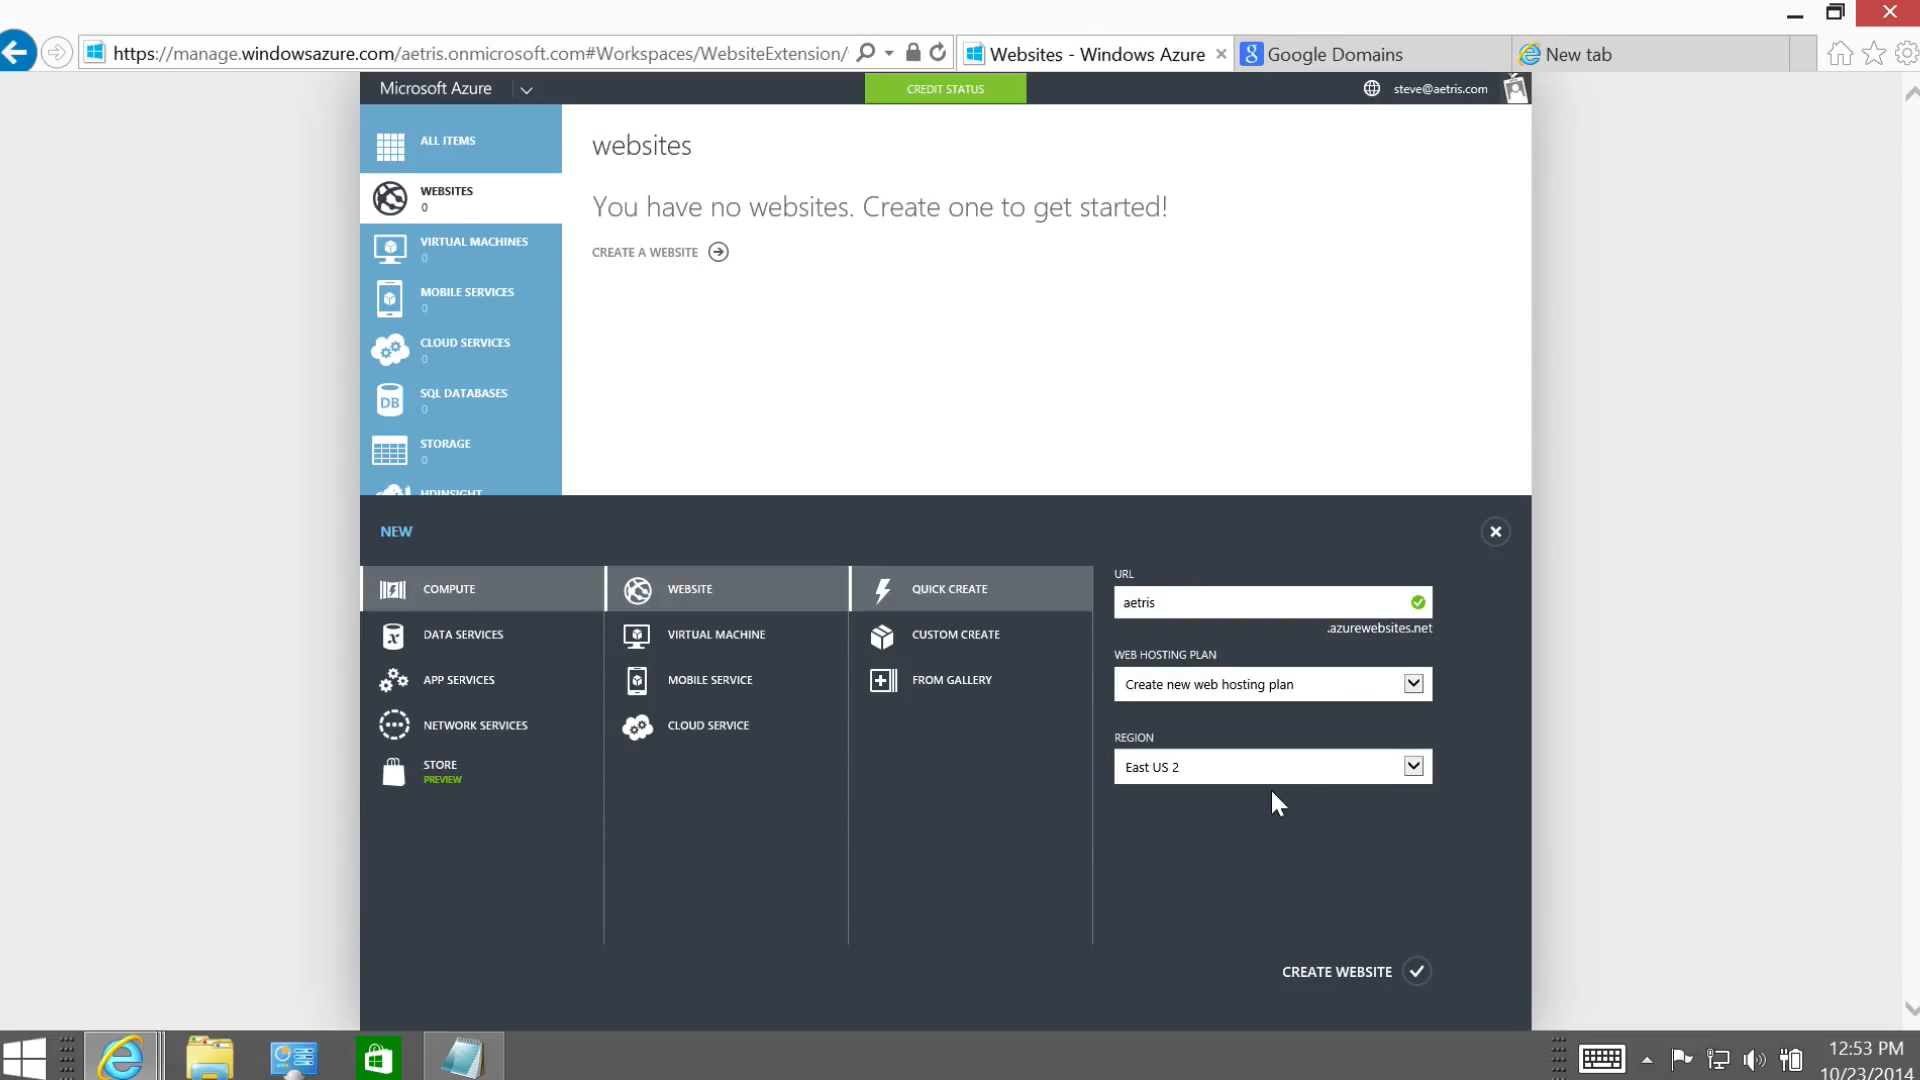 https://manage.windowsazure.com/aetris.onmicrosoft.com#Workspaces/WebsiteExtension/
Websites - Windows Azure
Google Domains
New tab
Microsoft Azure
CREDIT STATUS
steve@aetris.com
ALL ITEMS
WEBSITES
0
VIRTUAL MACHINES
0
MOBILE SERVICES
0
CLOUD SERVICES
0
SQL DATABASES
0
STORAGE
0
HDINSIGHT
DB
websites
You have no websites. Create one to get started!
CREATE A WEBSITE
NEW
COMPUTE
DATA SERVICES
APP SERVICES
NETWORK SERVICES
STORE
PREVIEW
WEBSITE
VIRTUAL MACHINE
MOBILE SERVICE
CLOUD SERVICE
QUICK CREATE
CUSTOM CREATE
FROM GALLERY
URL
aetris
.azurewebsites.net
WEB HOSTING PLAN
Create new web hosting plan
REGION
East US 2
CREATE WEBSITE
12:53 PM
10/23/2014